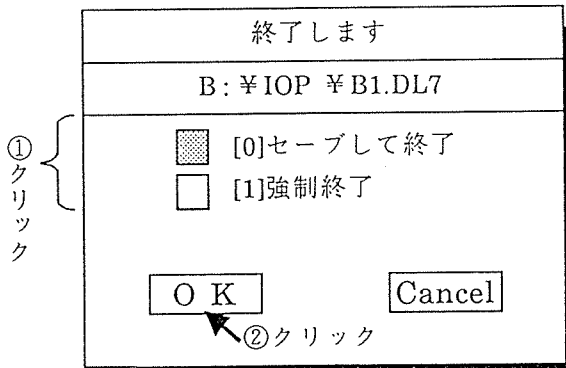 終了します
B:¥IOP ¥B1.DL7
①クリック
[0]セーブして終了
[1]強制終了
OK
Cancel
②クリック